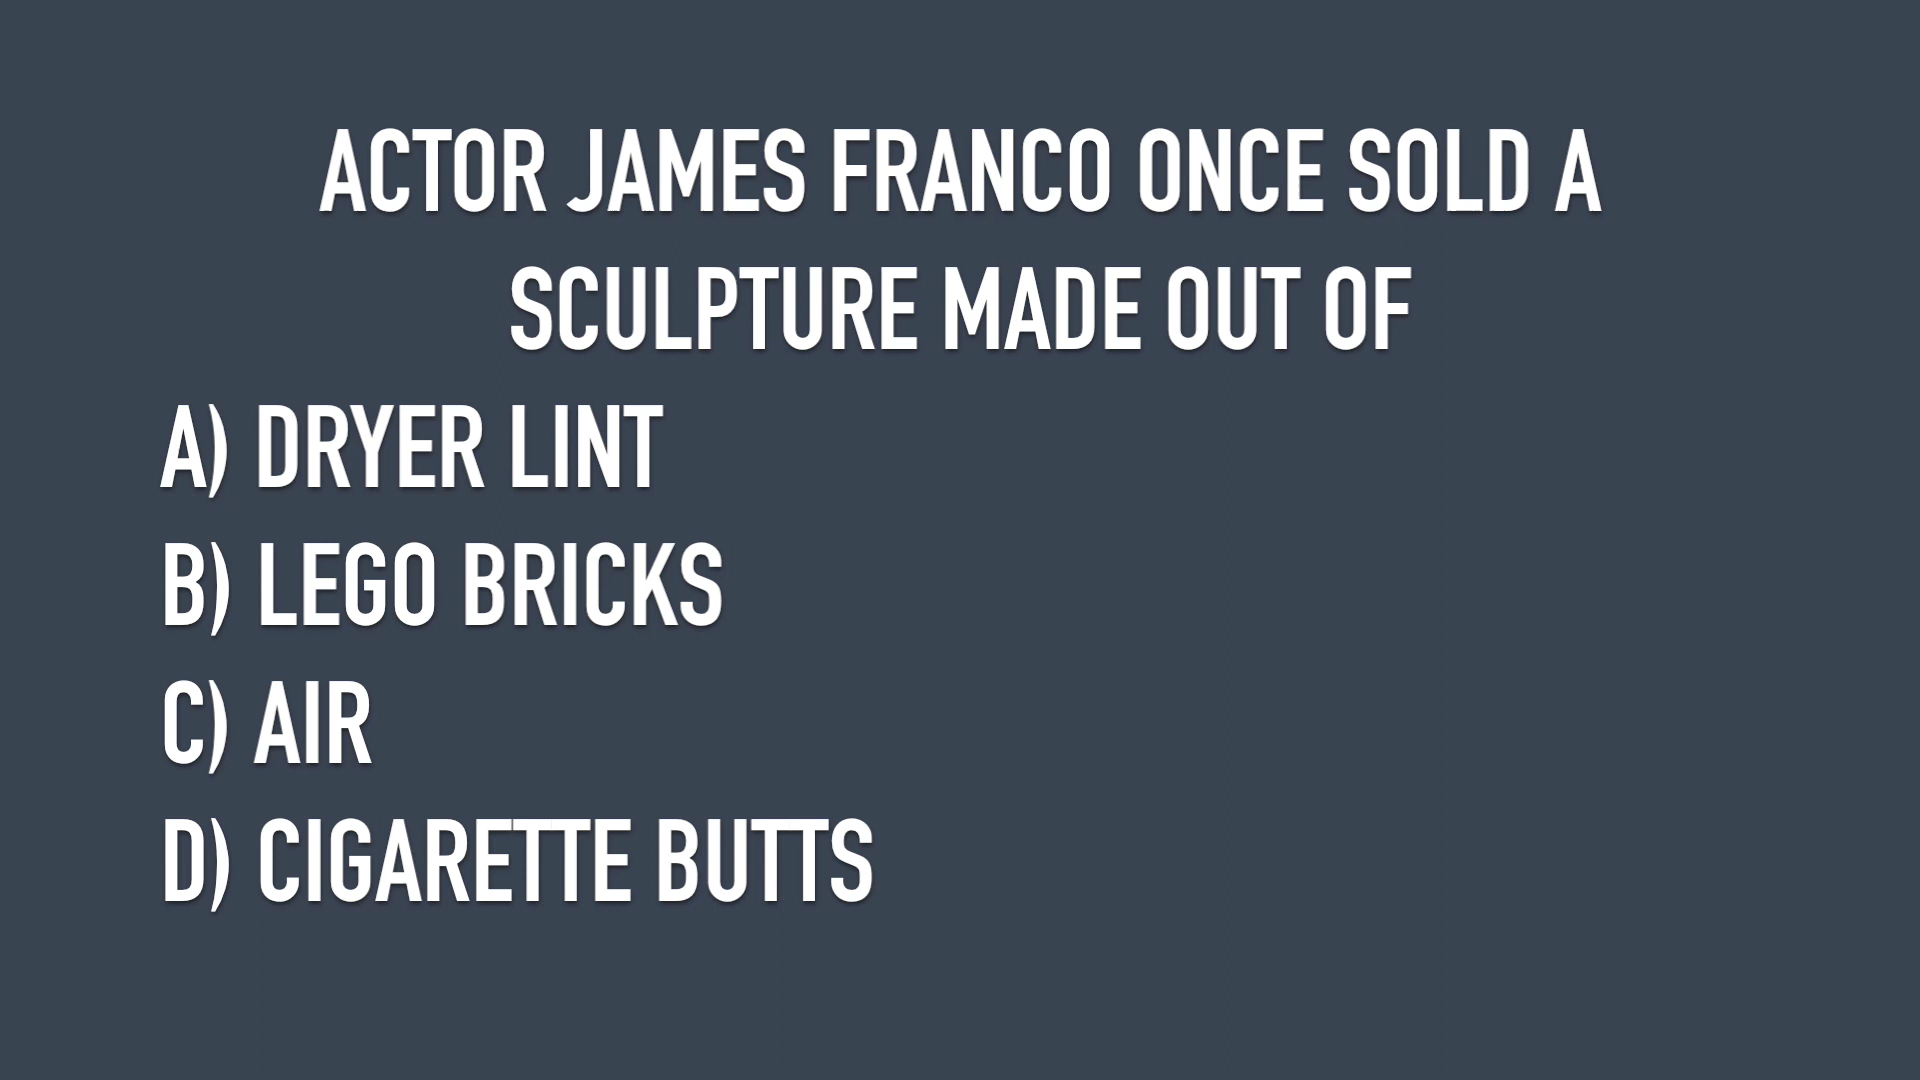 ACTOR JAMES FRANCO ONCE SOLD A
SCULPTURE MADE OUT OF
A) DRYER LINT
B) LEGO BRICKS
C) AIR
D) CIGARETTE BUTTS